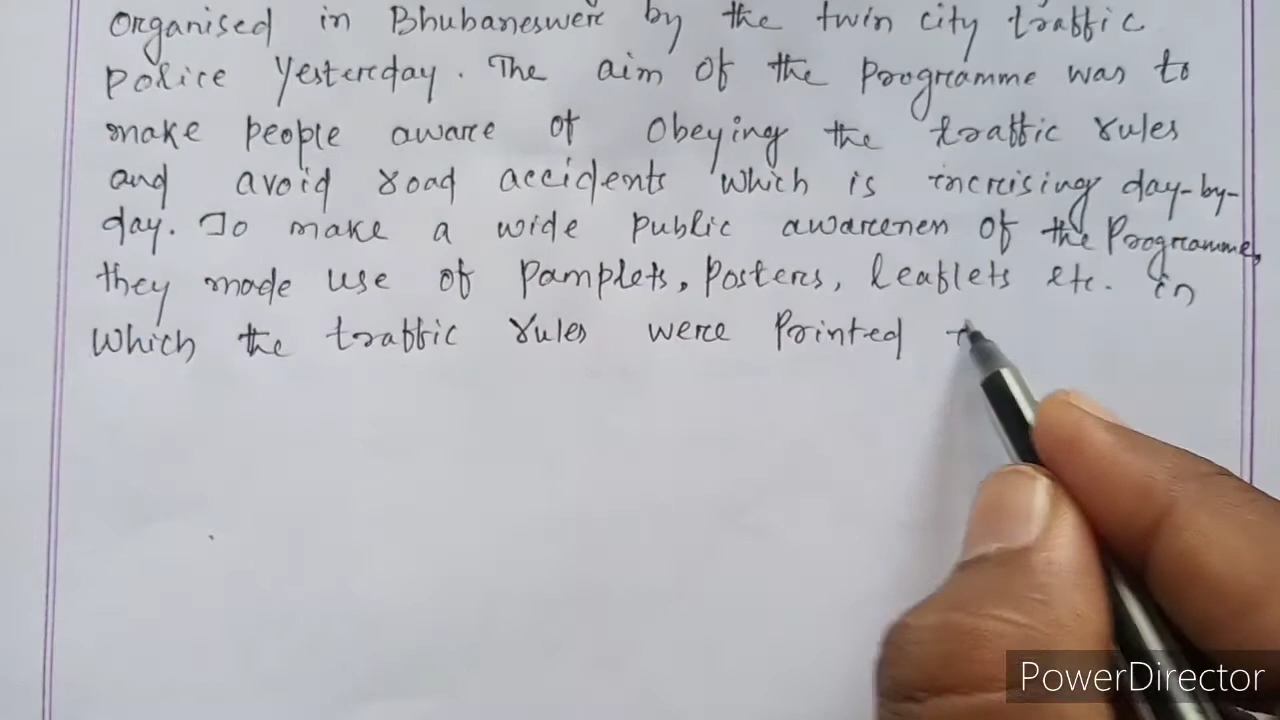 Organised in Bhubaneswer by the twin city traffic
police Yesterday. The aim of the Programme was to
make people aware of obeying the traffic rules
and avoid road accidents which is increising day-by-
day. To make a wide public awareness of the Programme,
they made use of pamplets, posters, leaflets etc. in
which the traffic rules were printed
PowerDirector